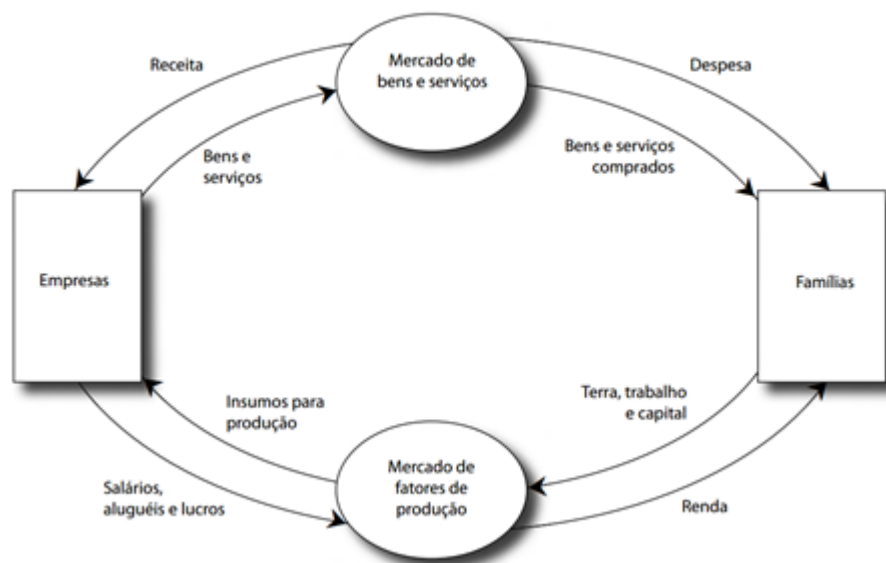 Mercado de
bens e serviços
Receita
Despesa
Bens e
serviços
Bens e serviços
comprados
Empresas
Famílias
Insumos para
produção
Terra, trabalho
e capital
Mercado de
fatores de
produção
Salários,
aluguéis e lucros
Renda